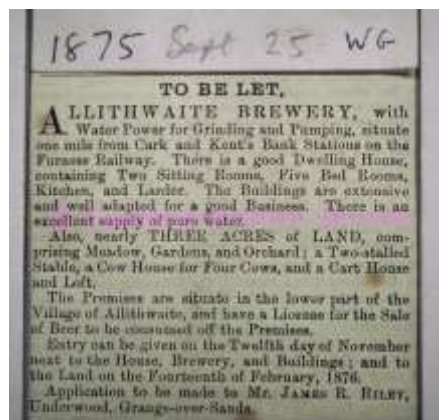 1875 Sept 25 WG
TO BE LET,
ALLITHWAITE BREWERY, with
Water Power for Grinding and Pumping, situate
one mile from Cark and Kent's Bank Stations on the
Furness Railway. There is a good Dwelling House,
containing Two Sitting Rooms, Five Bed Rooms,
Kitchen, and Larder. The Buildings are extensive
and well adapted for a good Business. There is an
excellent supply of pure water.
Also, nearly THREE ACRES of LAND, com-
prising Meadow, Gardens, and Orchard; a Two-stalled
Stable, a Cow House for Four Cows, and a Cart House
and Loft.
The Premises are situate in the lower part of the
Village of Allithwaite, and have a License for the Sale
of Beer to be consumed off the Premises.
Entry can be given on the Twelfth day of November
next to the House, Brewery, and Buildings; and to
the Land on the Fourteenth of February, 1876.
Application to be made to Mr. JAMES R. RILEY,
Underwood, Grange-over-Sands.